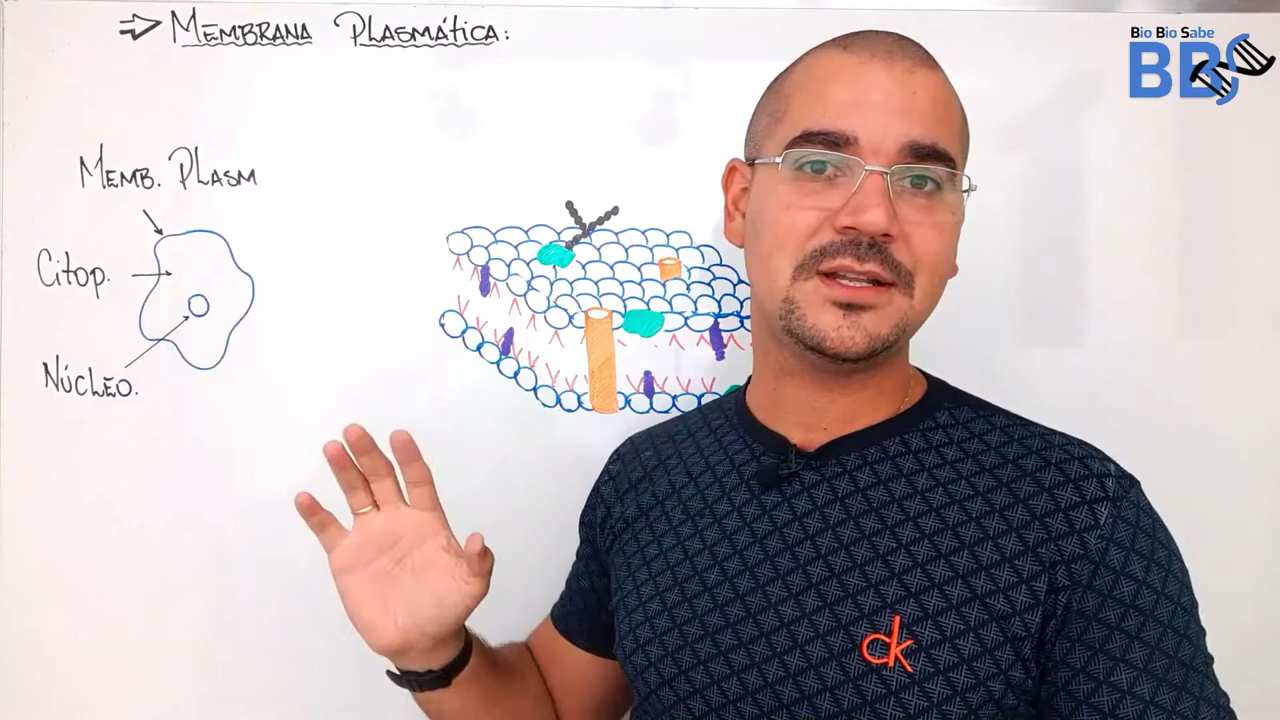 ⇒ MEMBRANA PLASMÁTICA:
Bio Bio Sabe
BBS
MEMB. PLASM
Citop.
NÚCLEO.
ck